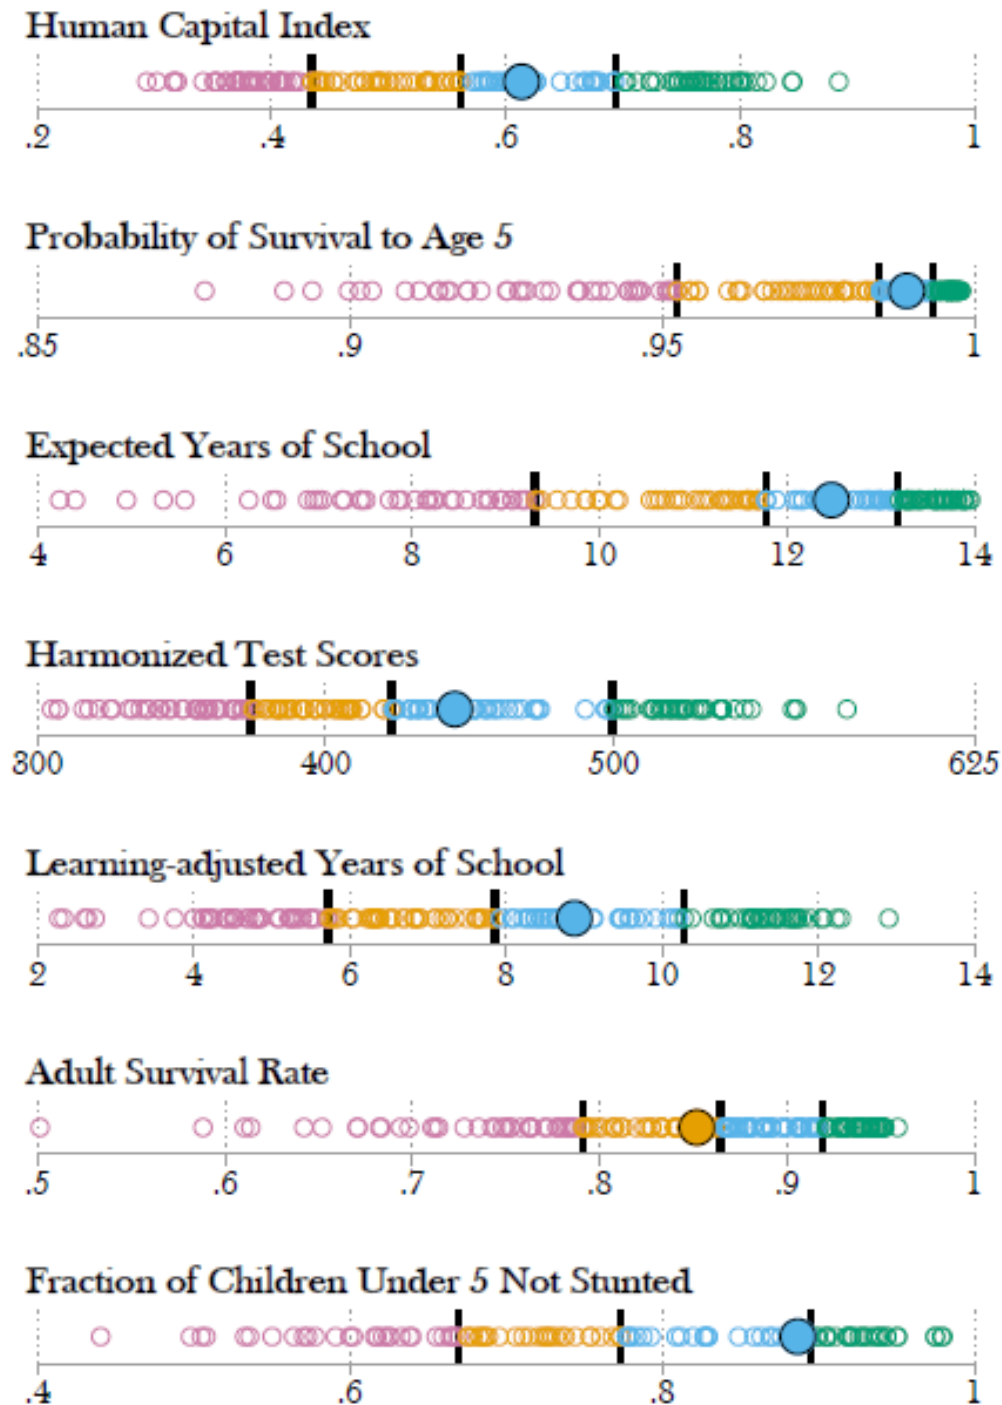 Human Capital Index
.2 .4 .6 .8 1
Probability of Survival to Age 5
.85 .9 .95 1
Expected Years of School
4 6 8 10 12 14
Harmonized Test Scores
300 400 500 625
Learning-adjusted Years of School
2 4 6 8 10 12 14
Adult Survival Rate
.5 .6 .7 .8 .9 1
Fraction of Children Under 5 Not Stunted
.4 .6 .8 1